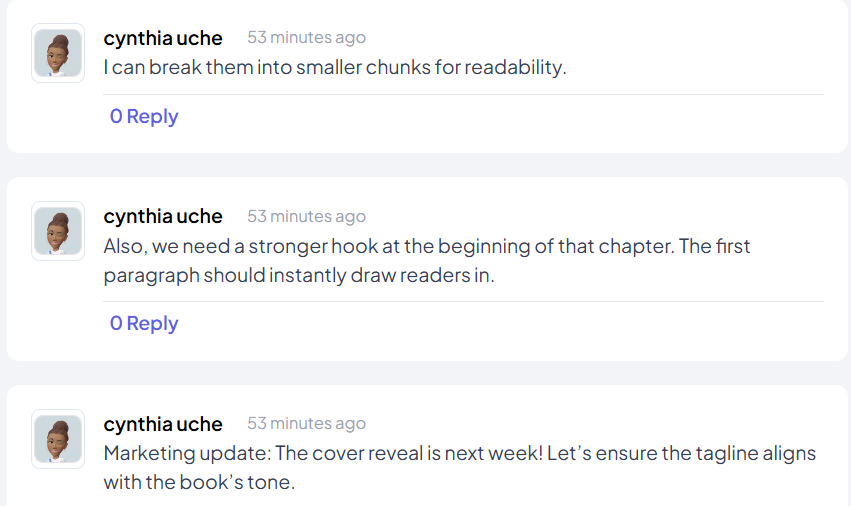 cynthia uche 53 minutes ago
I can break them into smaller chunks for readability.
0 Reply
cynthia uche 53 minutes ago
Also, we need a stronger hook at the beginning of that chapter. The first
paragraph should instantly draw readers in.
0 Reply
cynthia uche 53 minutes ago
Marketing update: The cover reveal is next week! Let’s ensure the tagline aligns
with the book’s tone.